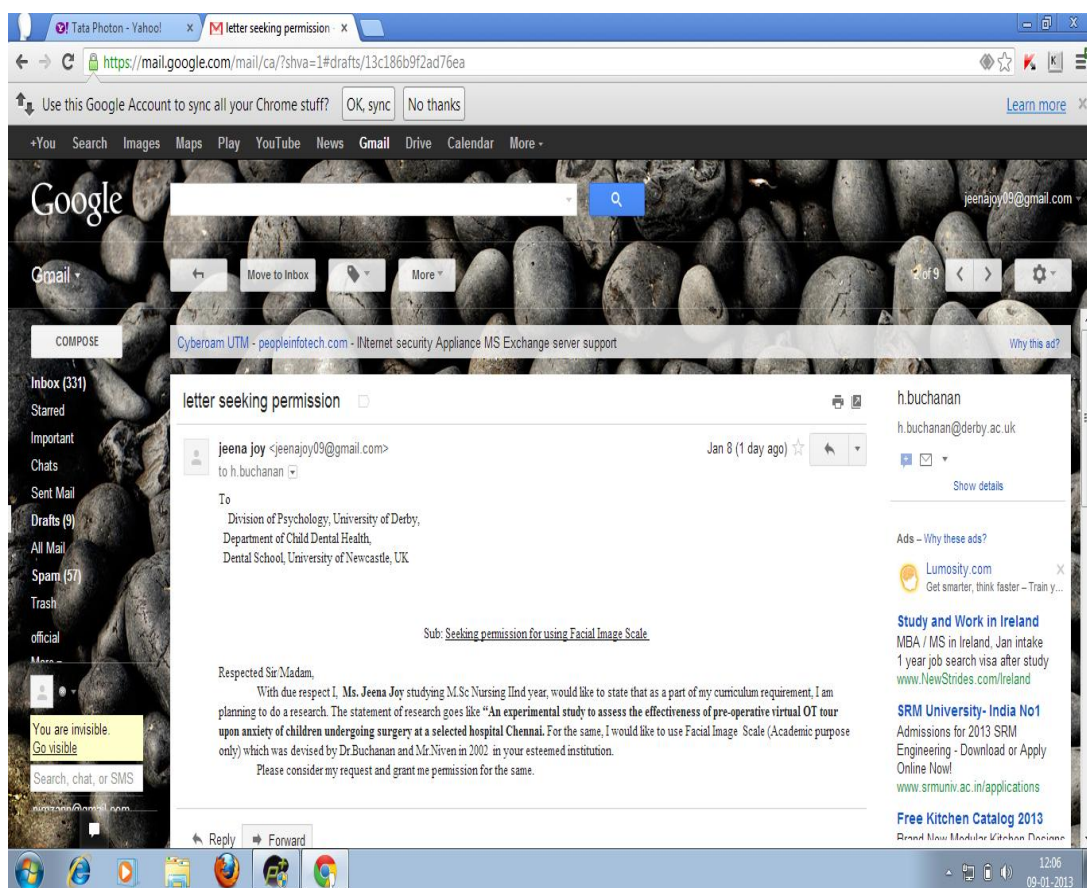 Tata Photon - Yahoo!
letter seeking permission -
https://mail.google.com/mail/ca/?shva=1#drafts/13c186b9f2ad76ea
Use this Google Account to sync all your Chrome stuff? OK, sync No thanks Learn more
+You Search Images Maps Play YouTube News Gmail Drive Calendar More
Google
jeenajoy09@gmail.com
Gmail
Move to Inbox More
2 of 9
COMPOSE
Cyberoam UTM - peopleinfotech.com - INternet security Appliance MS Exchange server support
Why this ad?
Inbox (331)
Starred
Important
Chats
Sent Mail
Drafts (9)
All Mail
Spam (57)
Trash
official
More
You are invisible.
Go visible
Search, chat, or SMS
letter seeking permission
jeena joy <jeenajoy09@gmail.com>
Jan 8 (1 day ago)
to h.buchanan
To
Division of Psychology, University of Derby,
Department of Child Dental Health,
Dental School, University of Newcastle, UK
Sub: Seeking permission for using Facial Image Scale
Respected Sir/Madam,
With due respect I, Ms. Jeena Joy studying M.Sc Nursing IInd year, would like to state that as a part of my curriculum requirement, I am
planning to do a research. The statement of research goes like “An experimental study to assess the effectiveness of pre-operative virtual OT tour
upon anxiety of children undergoing surgery at a selected hospital Chennai. For the same, I would like to use Facial Image Scale (Academic purpose
only) which was devised by Dr.Buchanan and Mr.Niven in 2002 in your esteemed institution.
Please consider my request and grant me permission for the same.
Reply Forward
h.buchanan
h.buchanan@derby.ac.uk
Show details
Ads – Why these ads?
Lumosity.com
Get smarter, think faster – Train y...
Study and Work in Ireland
MBA / MS in Ireland, Jan intake
1 year job search visa after study
www.NewStrides.com/Ireland
SRM University- India No1
Admissions for 2013 SRM
Engineering - Download or Apply
Online Now!
www.srmuniv.ac.in/applications
Free Kitchen Catalog 2013
Brand New Modular Kitchen Designs
12:06
09-01-2013